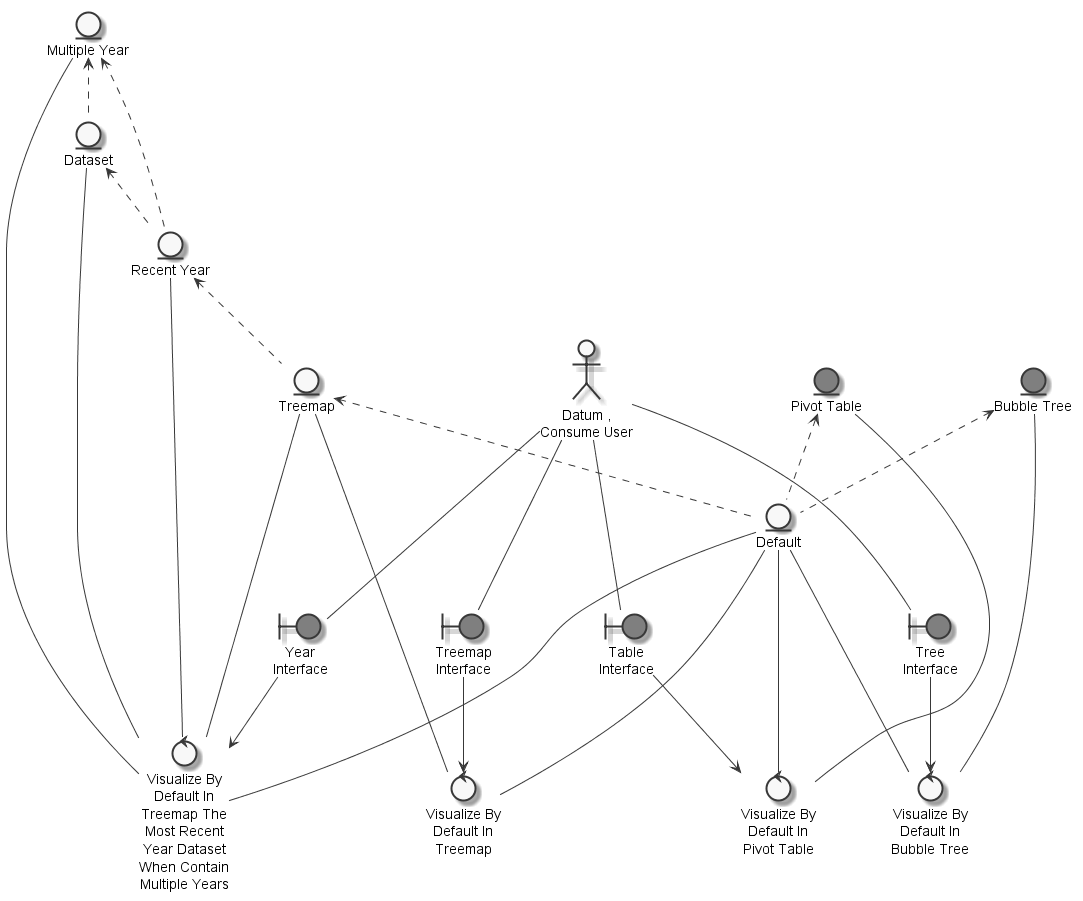 Multiple Year
Dataset
Recent Year
Treemap
Datum ,
Consume User
Pivot Table
Bubble Tree
Default
Year
Interface
Treemap
Interface
Table
Interface
Tree
Interface
Visualize By
Default In
Treemap The
Most Recent
Year Dataset
When Contain
Multiple Years
Visualize By
Default In
Treemap
Visualize By
Default In
Pivot Table
Visualize By
Default In
Bubble Tree